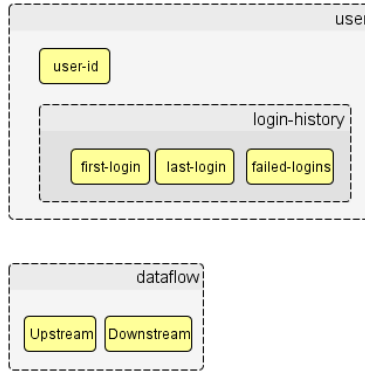 user
user-id
login-history
first-login last-login failed-logins
dataflow
Upstream Downstream